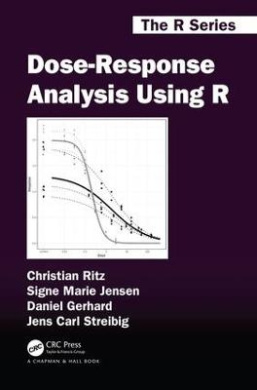 The R Series
Dose-Response
Analysis Using R
Christian Ritz
Signe Marie Jensen
Daniel Gerhard
Jens Carl Streibig
CRC
CRC Press
Taylor & Francis Group
A CHAPMAN & HALL BOOK